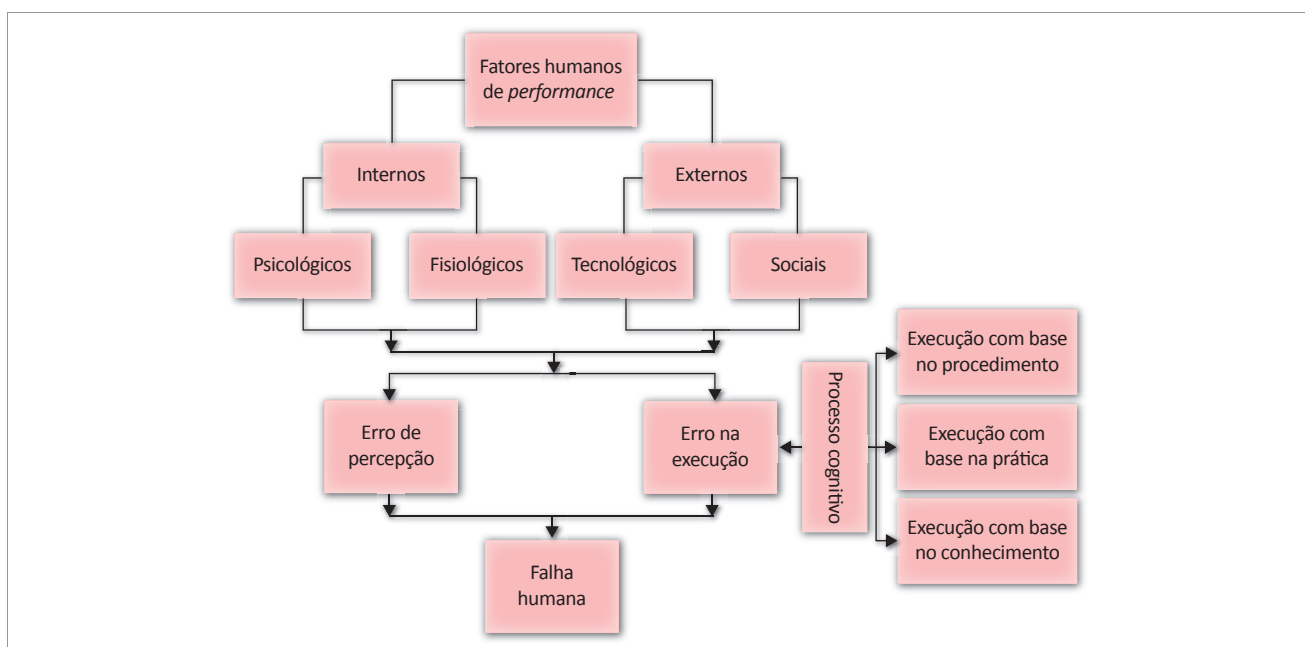 Fatores humanos
de performance
Internos
Externos
Psicológicos
Fisiológicos
Tecnológicos
Sociais
Erro de
percepção
Erro na
execução
Processo cognitivo
Execução com base
no procedimento
Execução com
base na prática
Execução com base
no conhecimento
Falha
humana